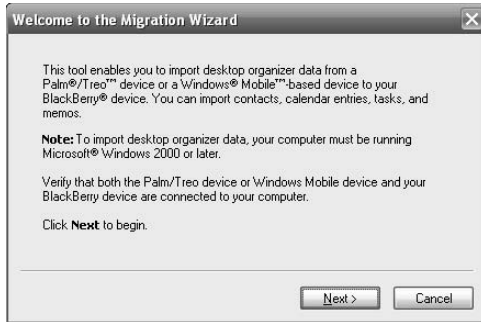 Welcome to the Migration Wizard
This tool enables you to import desktop organizer data from a
Palm®/Treo™ device or a Windows® Mobile™-based device to your
BlackBerry® device. You can import contacts, calendar entries, tasks, and
memos.
Note: To import desktop organizer data, your computer must be running
Microsoft® Windows 2000 or later.
Verify that both the Palm/Treo device or Windows Mobile device and your
BlackBerry device are connected to your computer.
Click Next to begin.
Next > Cancel